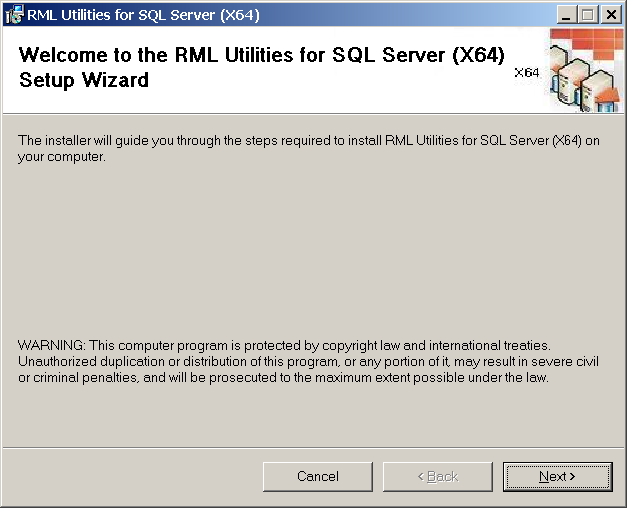 RML Utilities for SQL Server (X64)
Welcome to the RML Utilities for SQL Server (X64)
Setup Wizard
X64
The installer will guide you through the steps required to install RML Utilities for SQL Server (X64) on
your computer.
WARNING: This computer program is protected by copyright law and international treaties.
Unauthorized duplication or distribution of this program, or any portion of it, may result in severe civil
or criminal penalties, and will be prosecuted to the maximum extent possible under the law.
Cancel
< Back
Next >